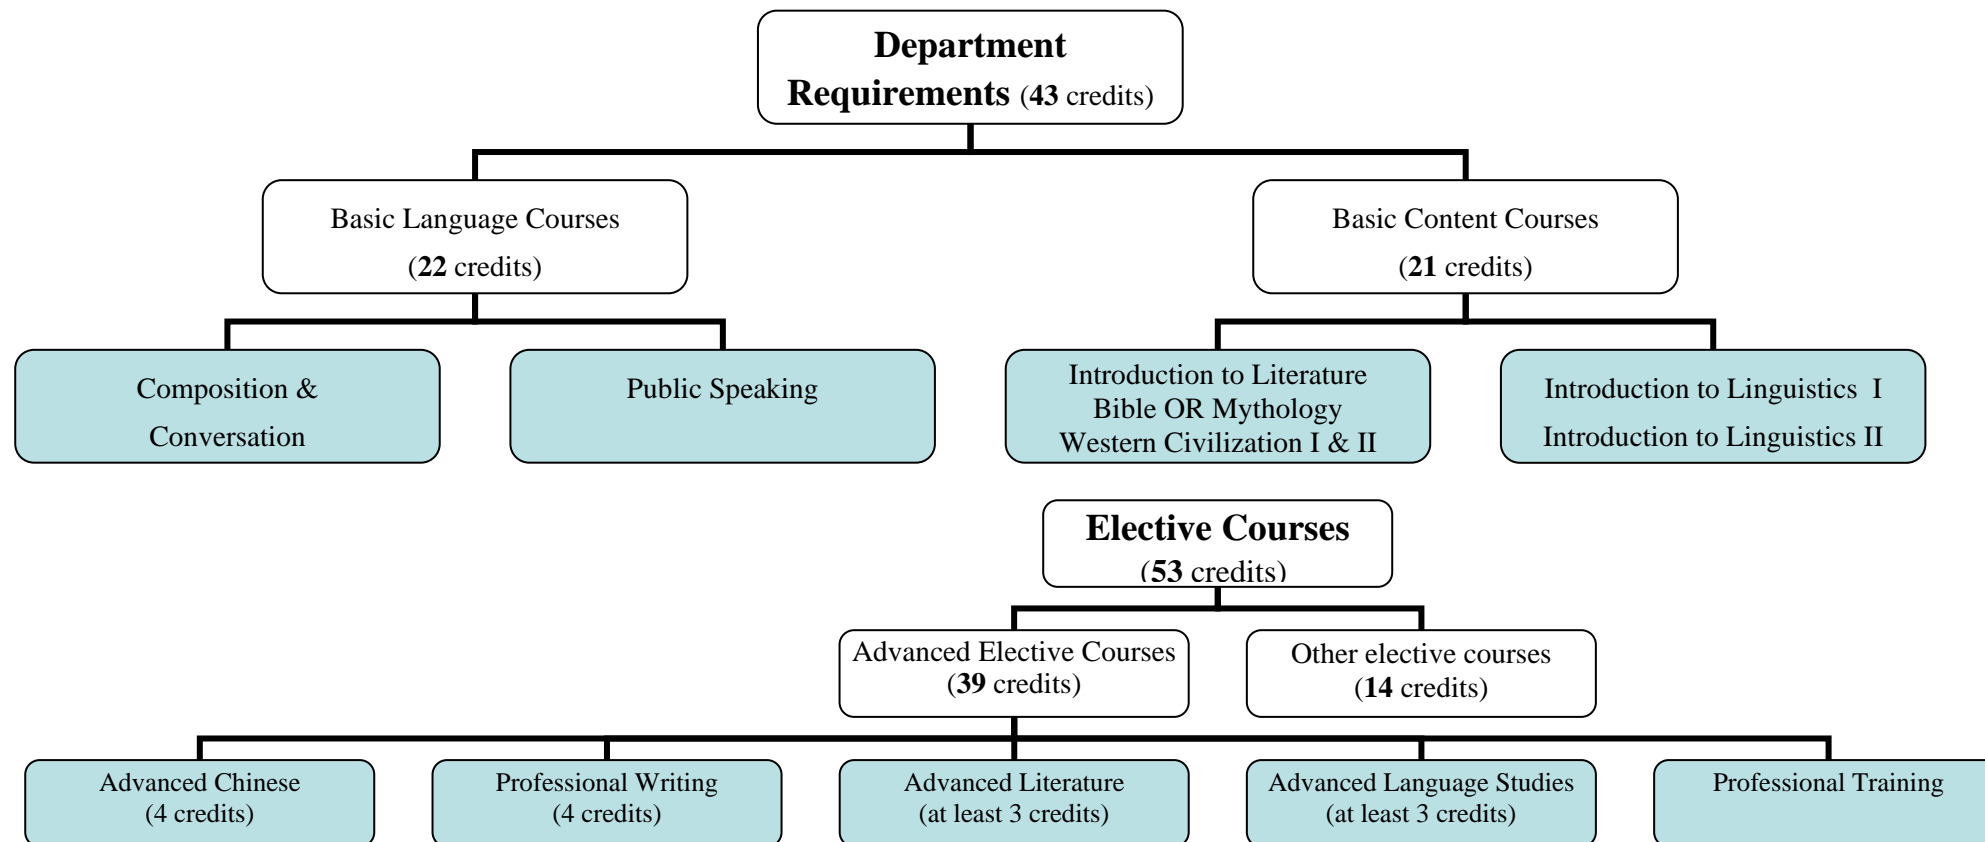 Department
Requirements (43 credits)
Basic Language Courses
(22 credits)
Basic Content Courses
(21 credits)
Composition &
Conversation
Public Speaking
Introduction to Literature
Bible OR Mythology
Western Civilization I & II
Introduction to Linguistics I
Introduction to Linguistics II
Elective Courses
(53 credits)
Advanced Elective Courses
(39 credits)
Other elective courses
(14 credits)
Advanced Chinese
(4 credits)
Professional Writing
(4 credits)
Advanced Literature
(at least 3 credits)
Advanced Language Studies
(at least 3 credits)
Professional Training